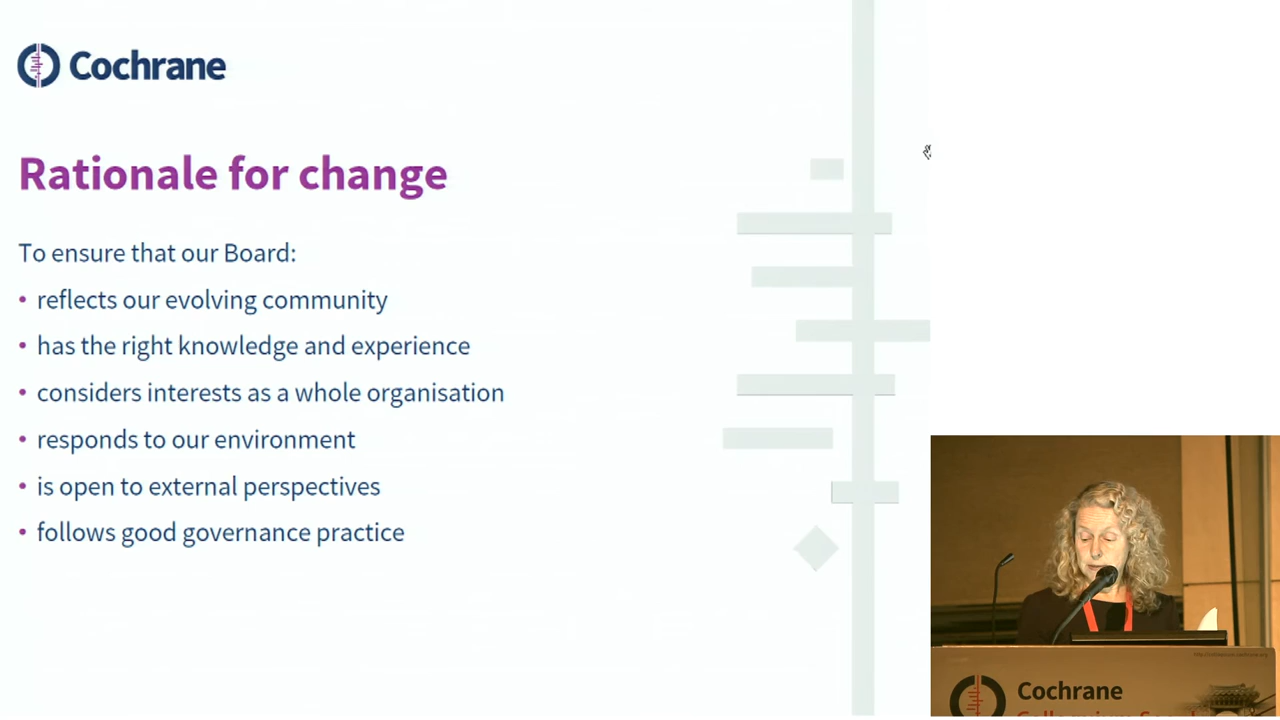 Cochrane
Rationale for change
To ensure that our Board:
• reflects our evolving community
• has the right knowledge and experience
• considers interests as a whole organisation
• responds to our environment
• is open to external perspectives
• follows good governance practice
Cochrane